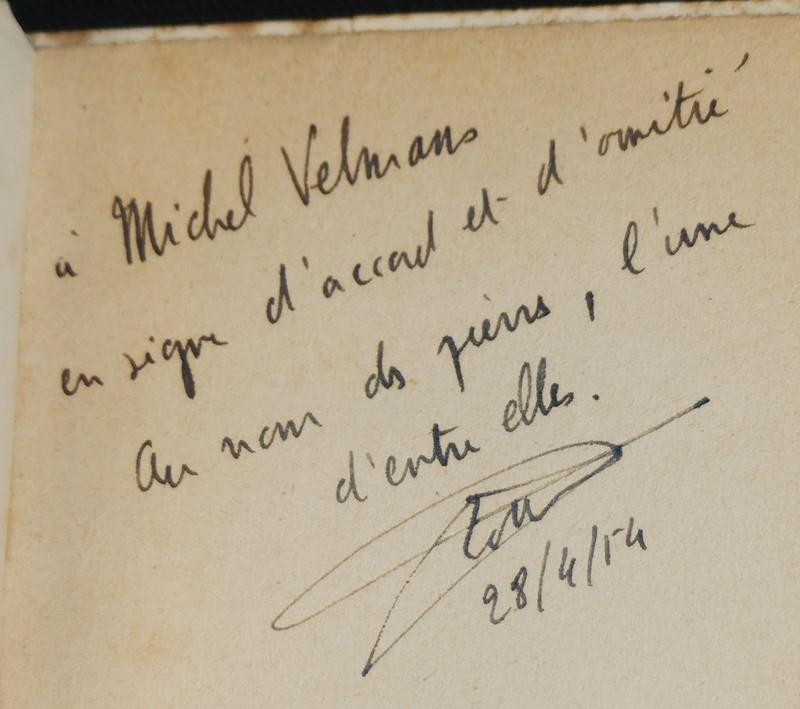 à Michel Velmans
en signe d'accord et d'amitié
Au nom des pierres, l'une
d'entre elles.
28/4/54